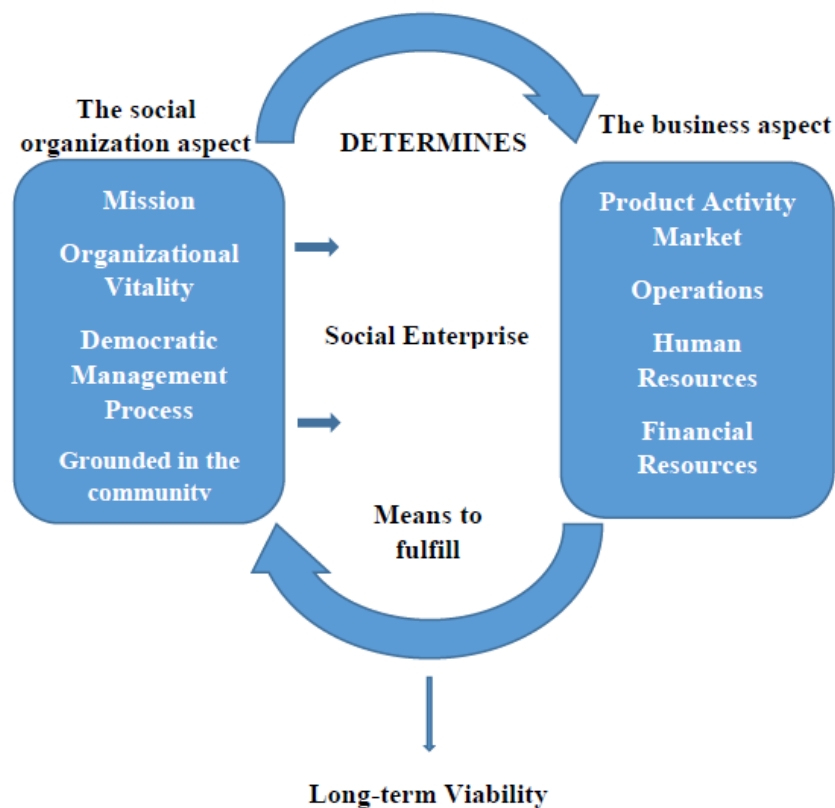 The social
organization aspect
Mission
Organizational
Vitality
Democratic
Management
Process
Grounded in the
community
DETERMINES
Social Enterprise
Means to
fulfill
The business aspect
Product Activity
Market
Operations
Human
Resources
Financial
Resources
Long-term Viability